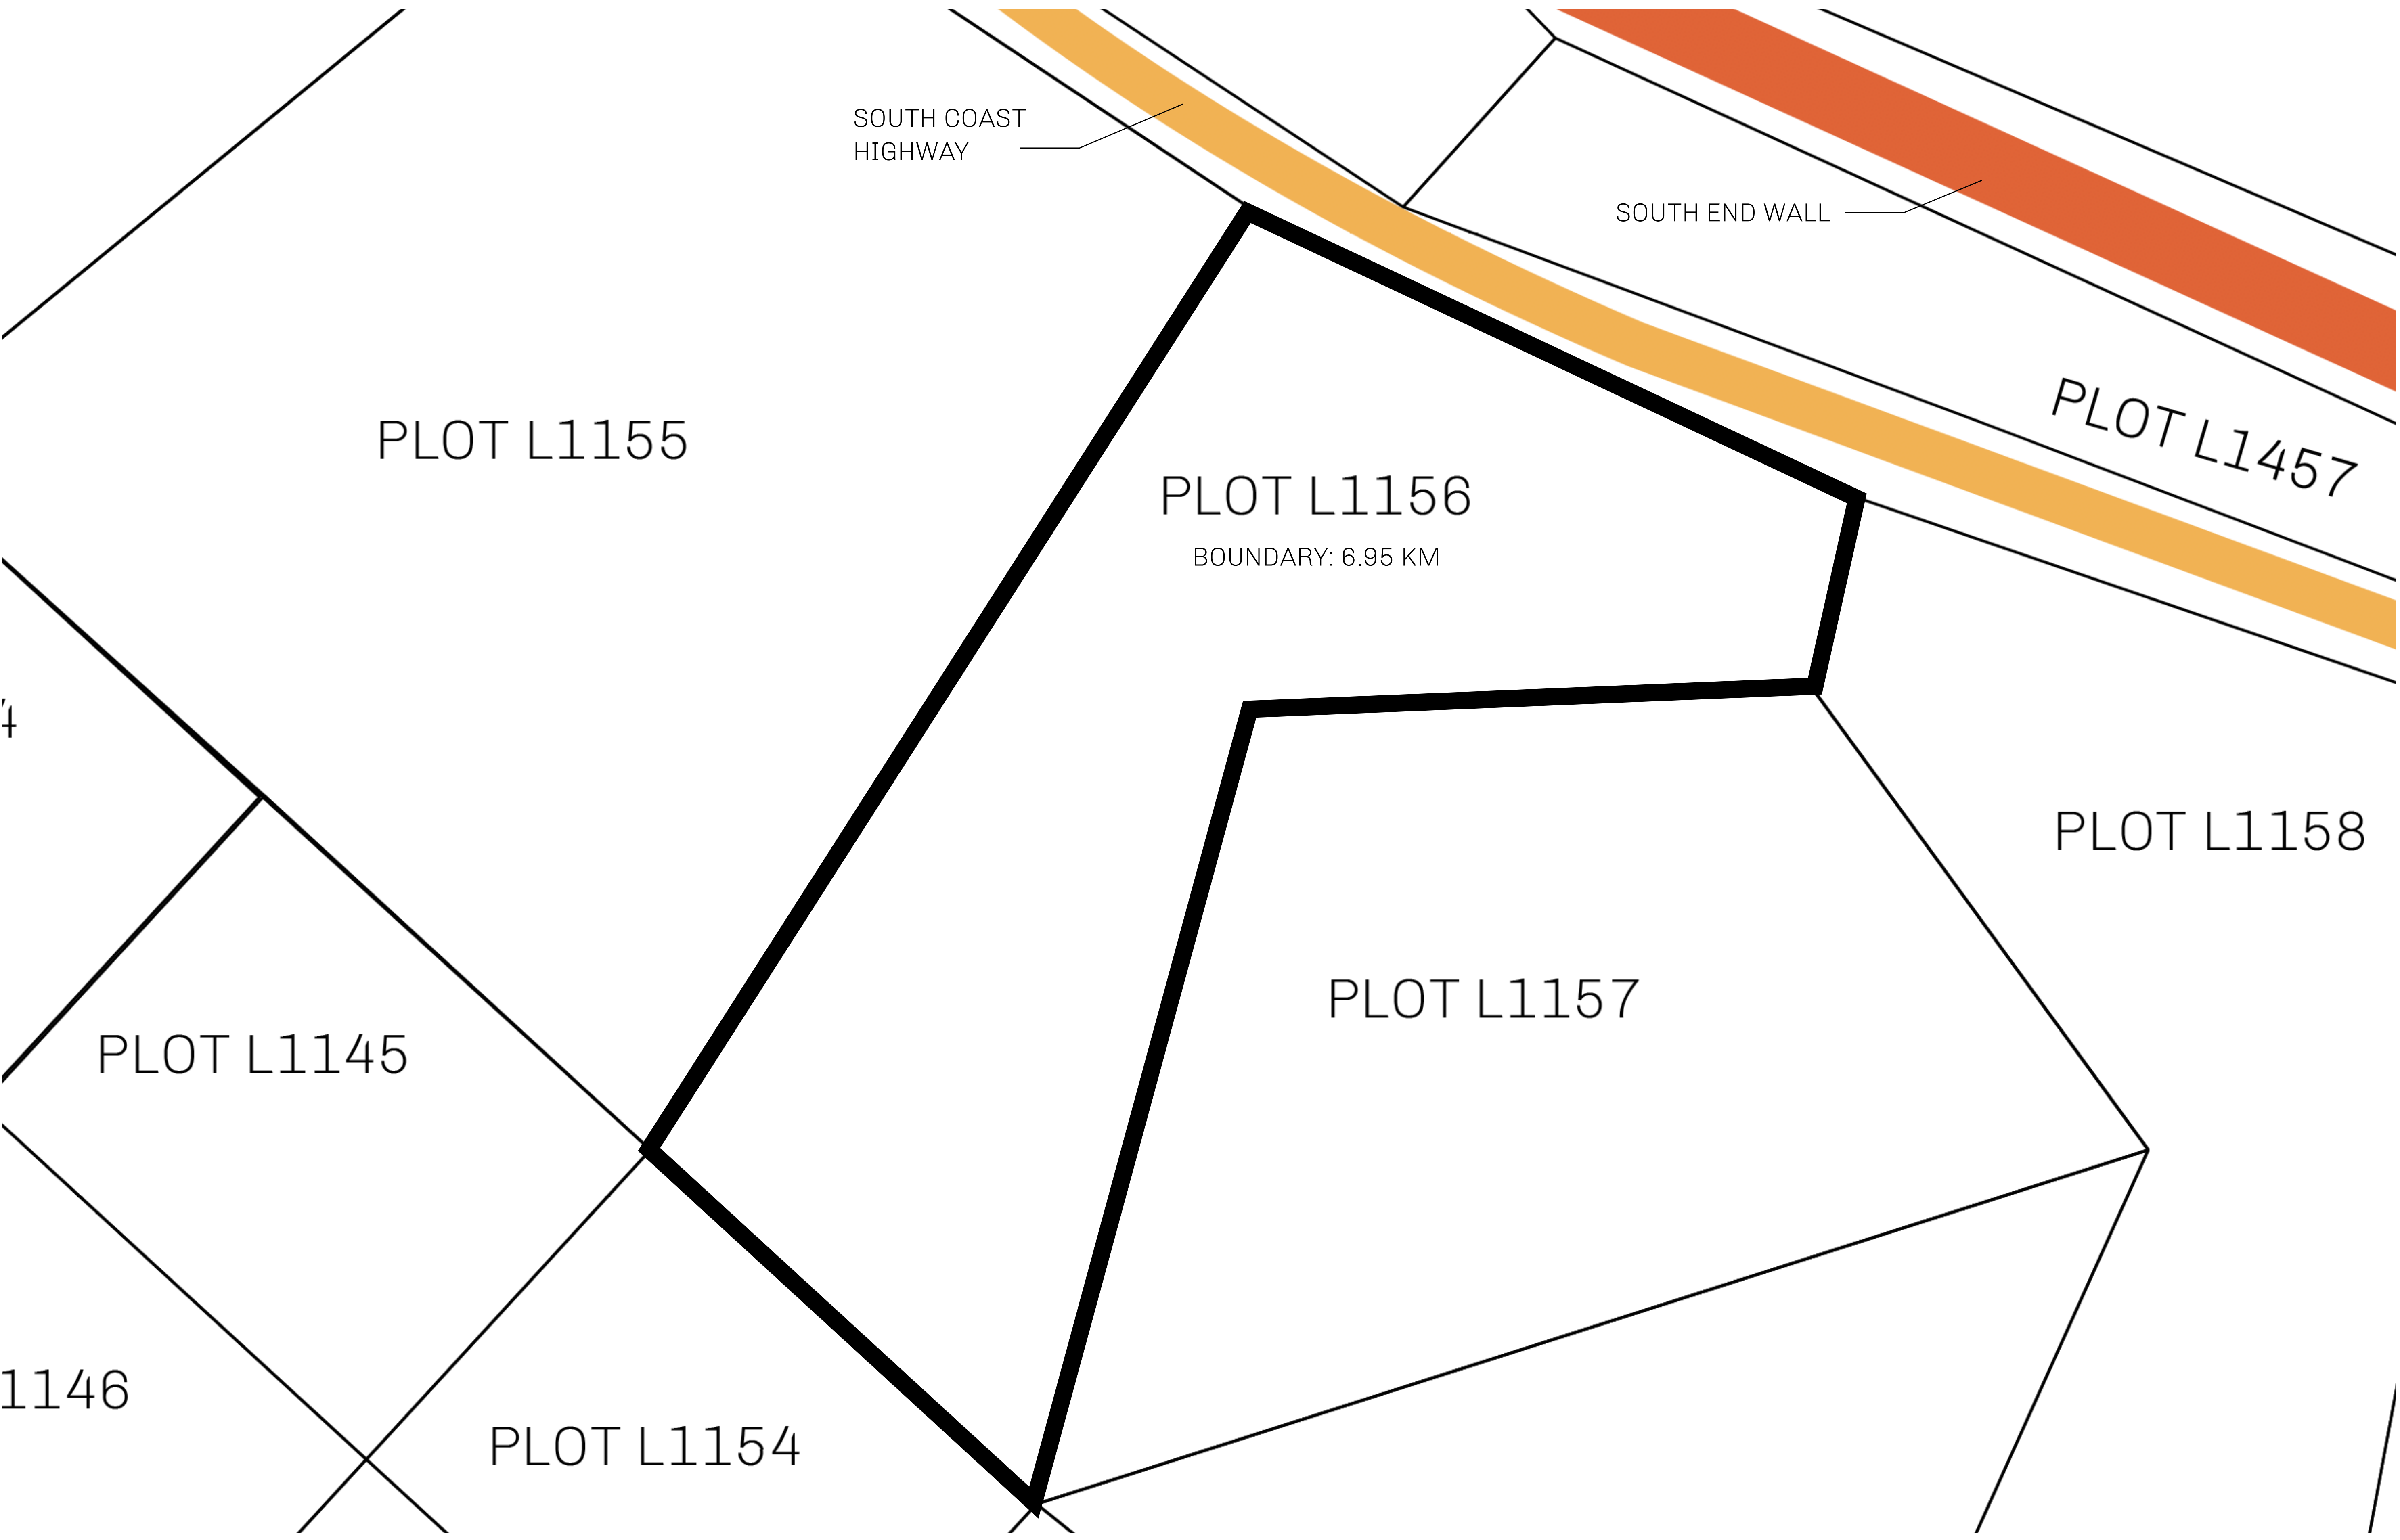 SOUTH COAST
HIGHWAY
SOUTH END WALL
PLOT L1457
PLOT L1155
PLOT L1156
BOUNDARY: 6.95 KM
4
PLOT L1158
PLOT L1157
PLOT L1145
1146
PLOT L1154